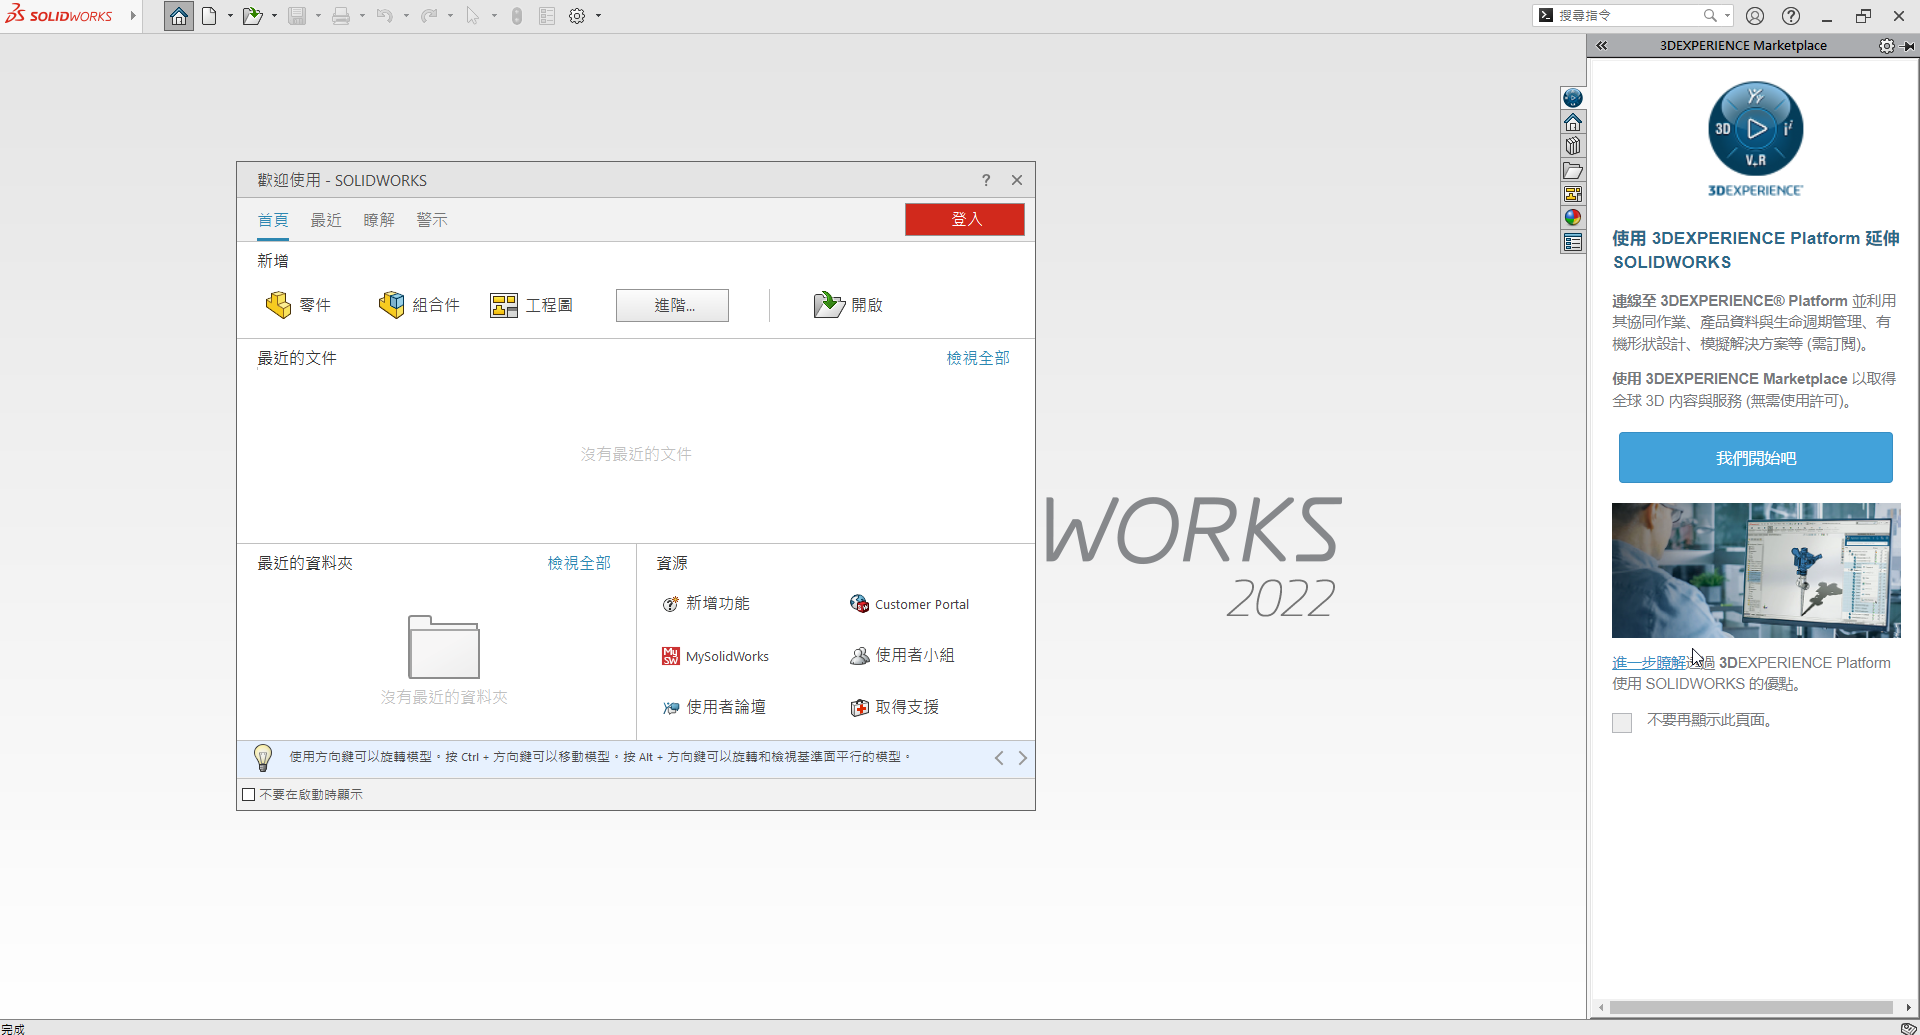 SOLIDWORKS
搜尋指令
3DEXPERIENCE Marketplace
歡迎使用 - SOLIDWORKS
?
首頁 最近 瞭解 警示
登入
新增
零件 組合件 工程圖 進階... 開啟
最近的文件 檢視全部
沒有最近的文件
最近的資料夾 檢視全部
沒有最近的資料夾
資源
新增功能
Customer Portal
MySolidWorks
使用者小組
使用者論壇
取得支援
使用方向鍵可以旋轉模型。按 Ctrl + 方向鍵可以移動模型。按 Alt + 方向鍵可以旋轉和檢視基準面平行的模型。
不要在啟動時顯示
WORKS
2022
3D
V+R
3DEXPERIENCE
使用 3DEXPERIENCE Platform 延伸
SOLIDWORKS
連線至 3DEXPERIENCE® Platform 並利用
其協同作業、產品資料與生命週期管理、有
機形狀設計、模擬解決方案等 (需訂閱)。
使用 3DEXPERIENCE Marketplace 以取得
全球 3D 內容與服務 (無需使用許可)。
我們開始吧
進一步瞭解透過 3DEXPERIENCE Platform
使用 SOLIDWORKS 的優點。
不要再顯示此頁面。
完成